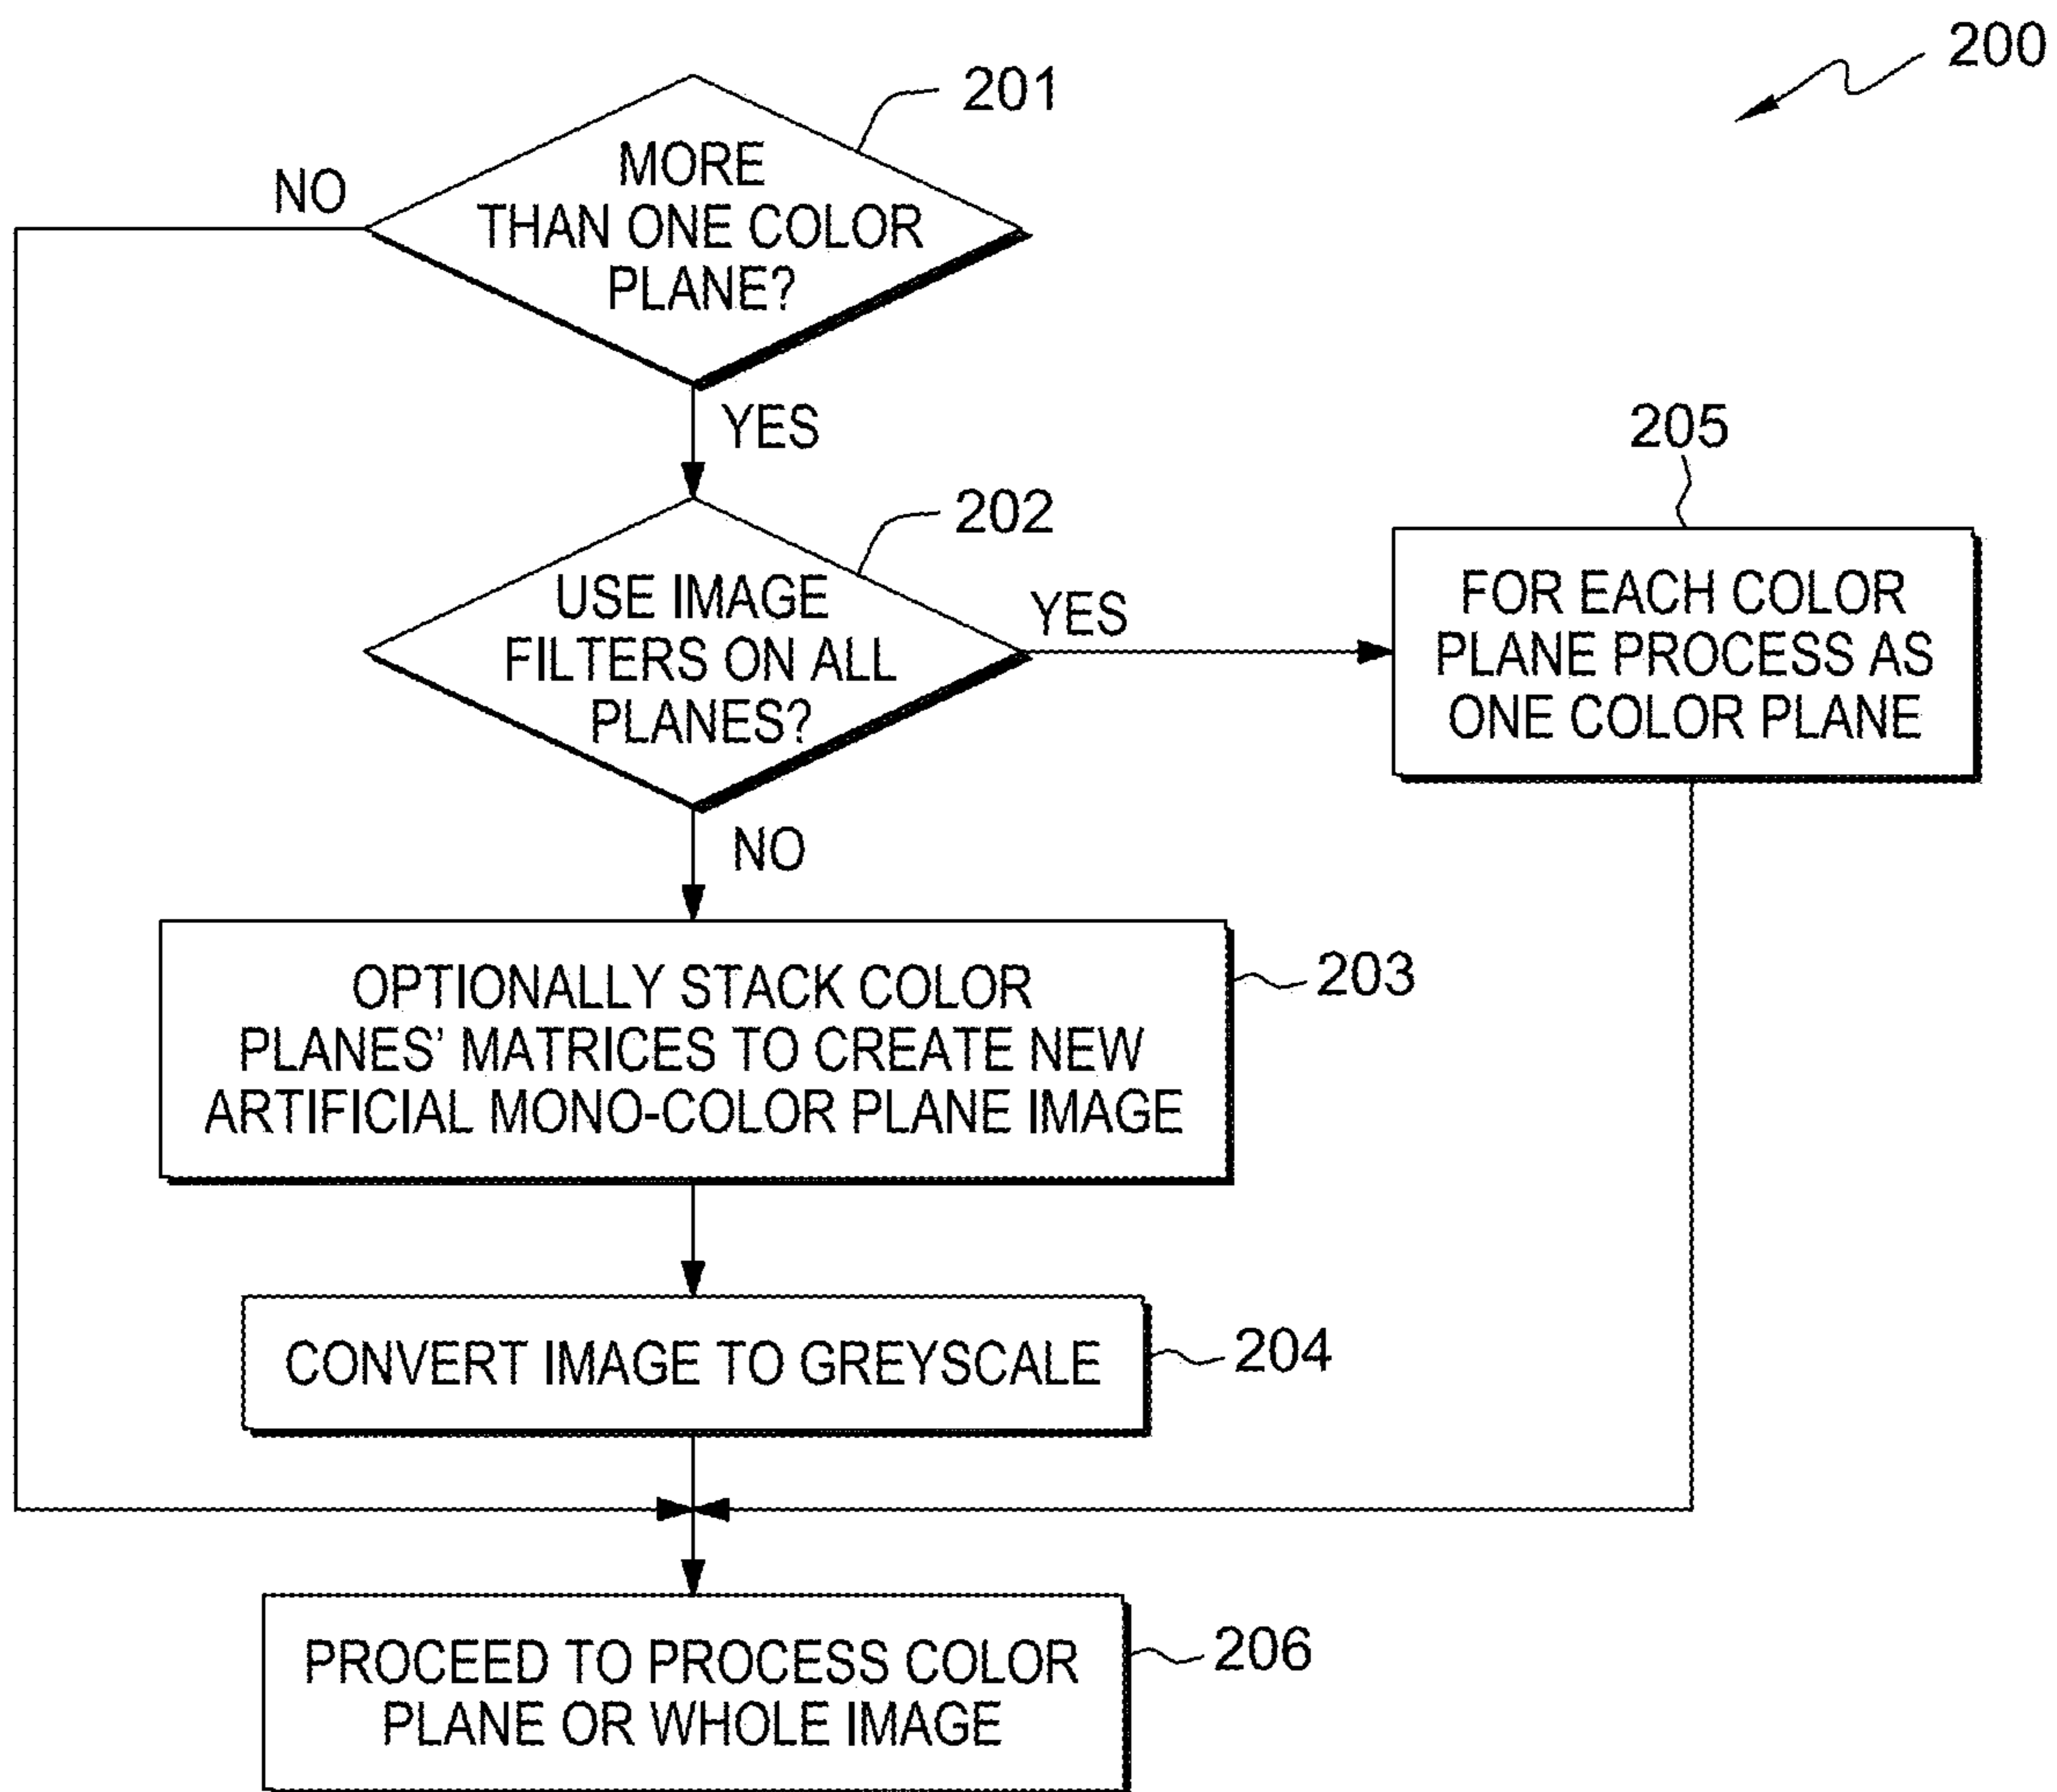 200
201
MORE
THAN ONE COLOR
PLANE?
NO
YES
202
USE IMAGE
FILTERS ON ALL
PLANES?
YES
205
FOR EACH COLOR
PLANE PROCESS AS
ONE COLOR PLANE
NO
OPTIONALLY STACK COLOR
PLANES’ MATRICES TO CREATE NEW
ARTIFICIAL MONO-COLOR PLANE IMAGE
203
CONVERT IMAGE TO GREYSCALE
204
PROCEED TO PROCESS COLOR
PLANE OR WHOLE IMAGE
206